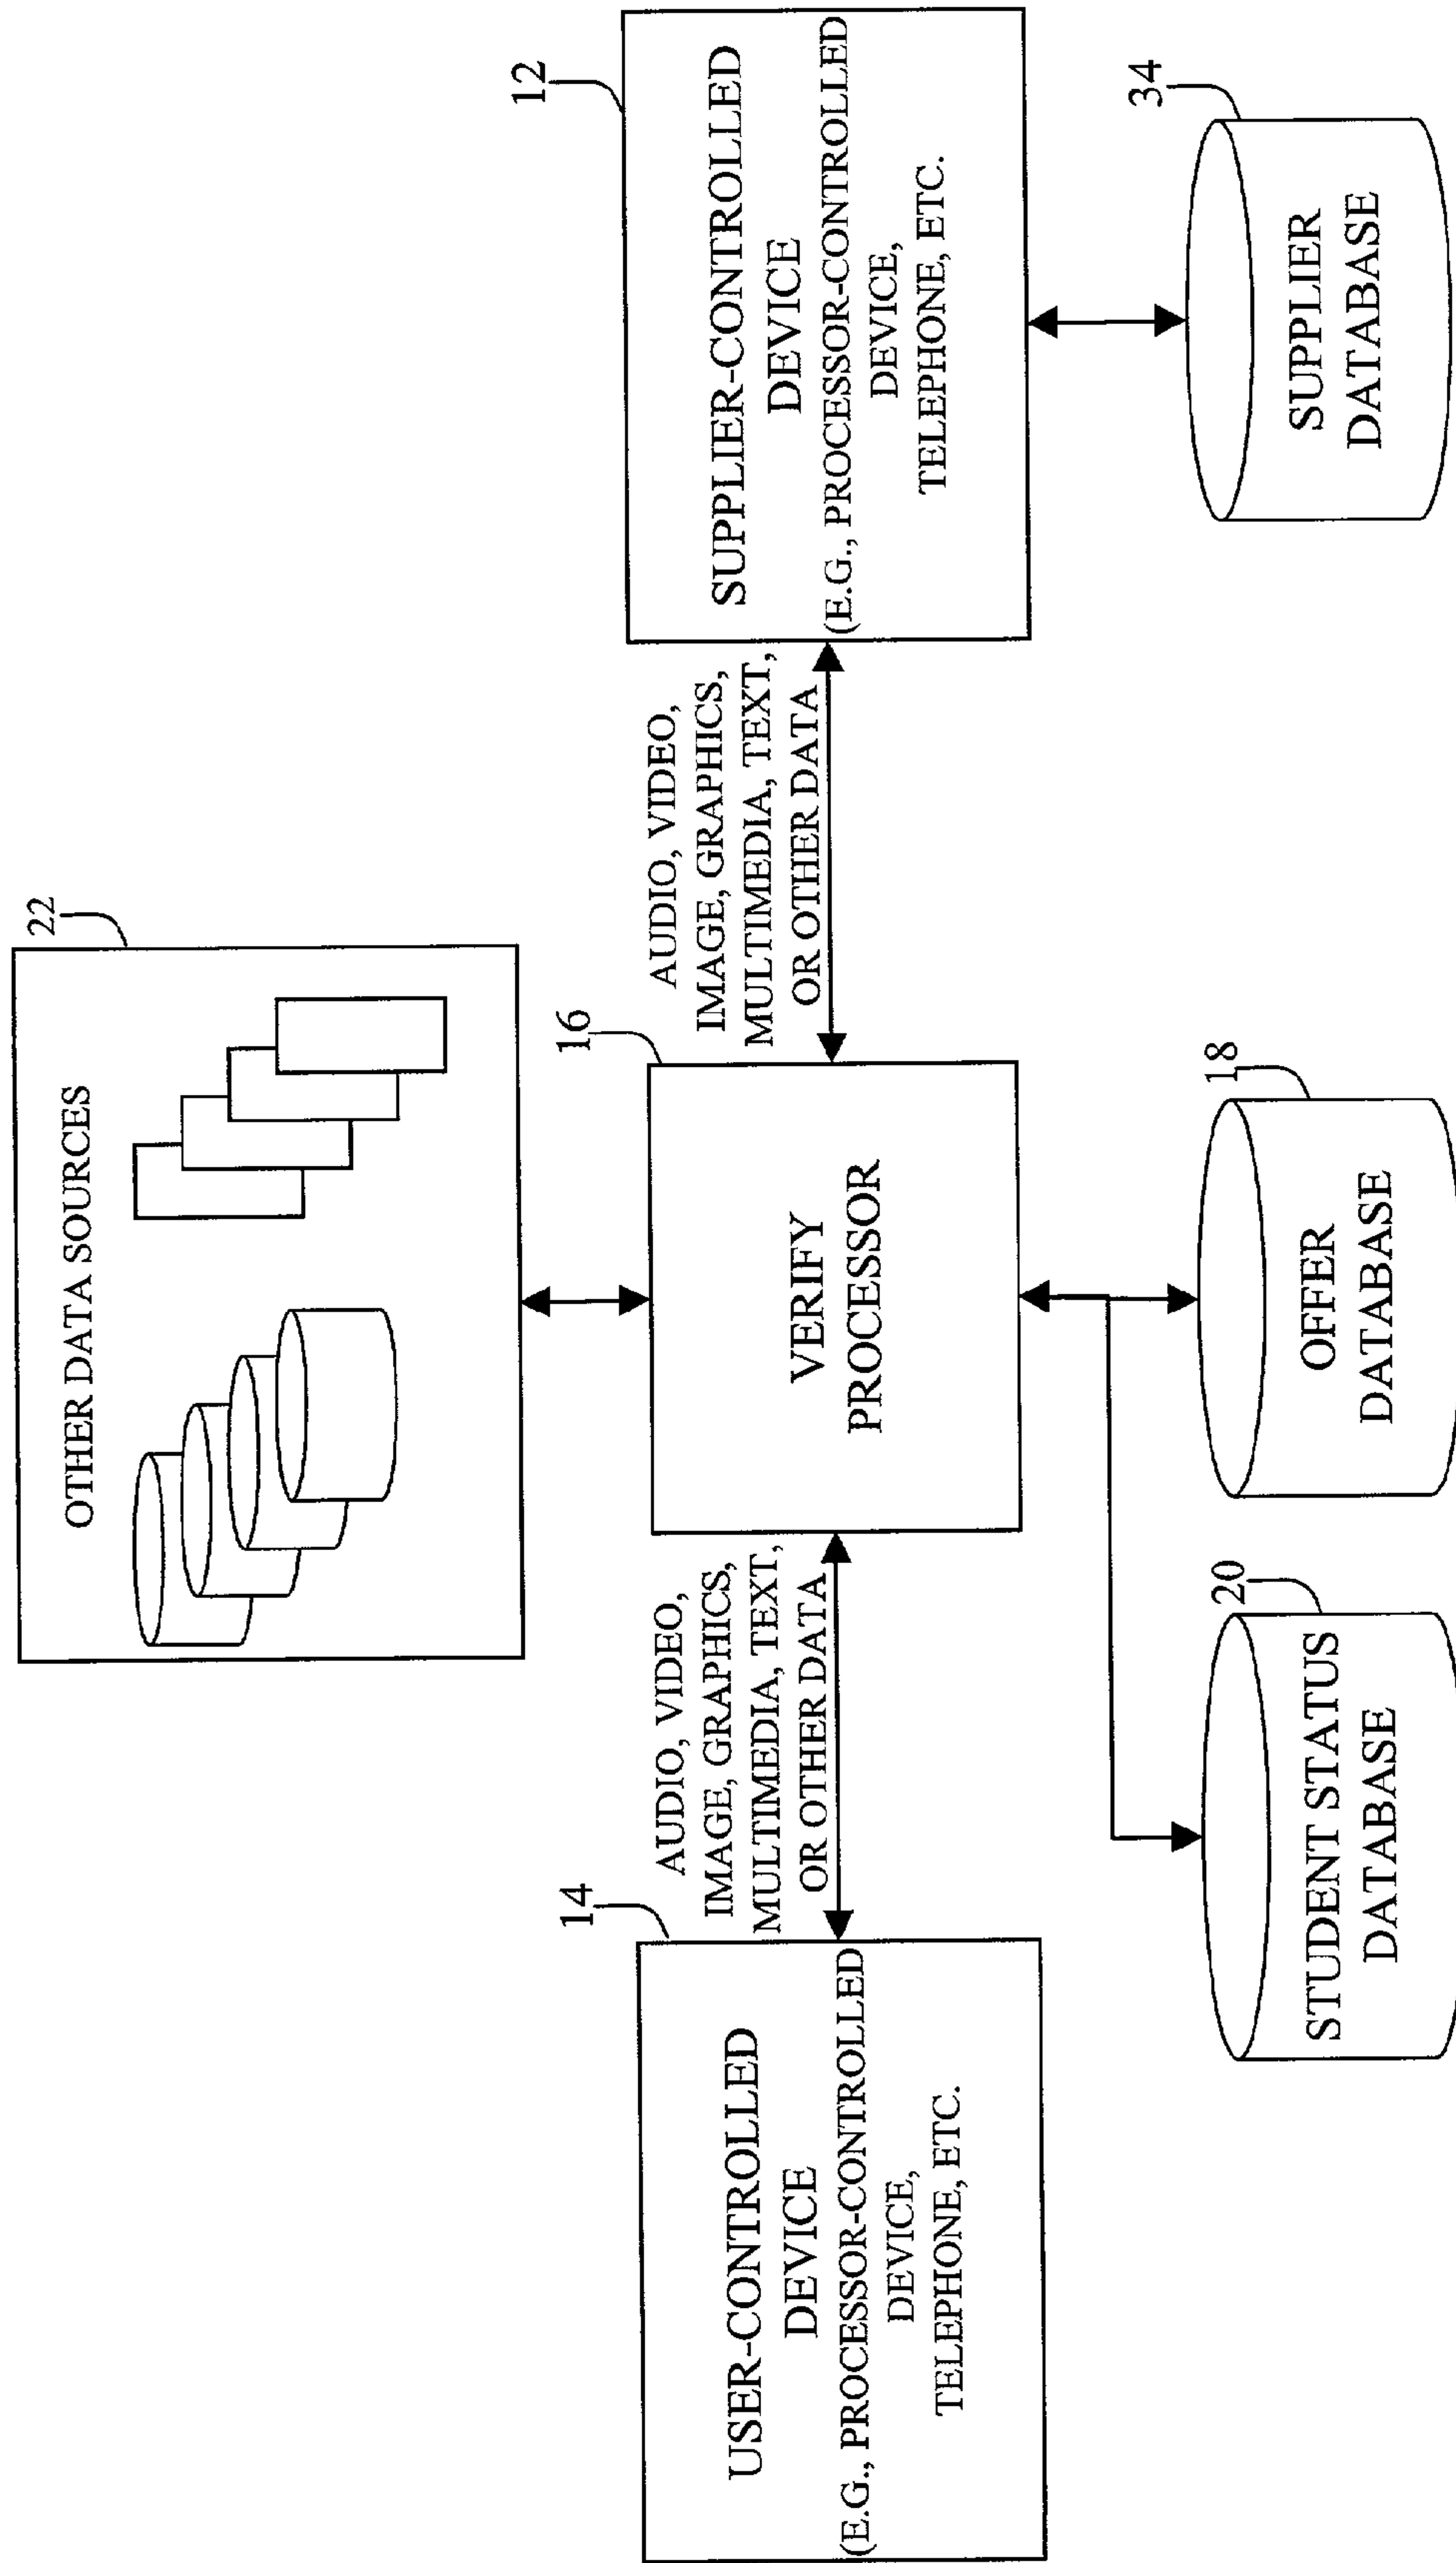 22
OTHER DATA SOURCES
14
USER-CONTROLLED
DEVICE
(E.G., PROCESSOR-CONTROLLED
DEVICE,
TELEPHONE, ETC.
AUDIO, VIDEO,
IMAGE, GRAPHICS,
MULTIMEDIA, TEXT,
OR OTHER DATA
16
VERIFY
PROCESSOR
AUDIO, VIDEO,
IMAGE, GRAPHICS,
MULTIMEDIA, TEXT,
OR OTHER DATA
12
SUPPLIER-CONTROLLED
DEVICE
(E.G., PROCESSOR-CONTROLLED
DEVICE,
TELEPHONE, ETC.
20
STUDENT STATUS
DATABASE
18
OFFER
DATABASE
34
SUPPLIER
DATABASE